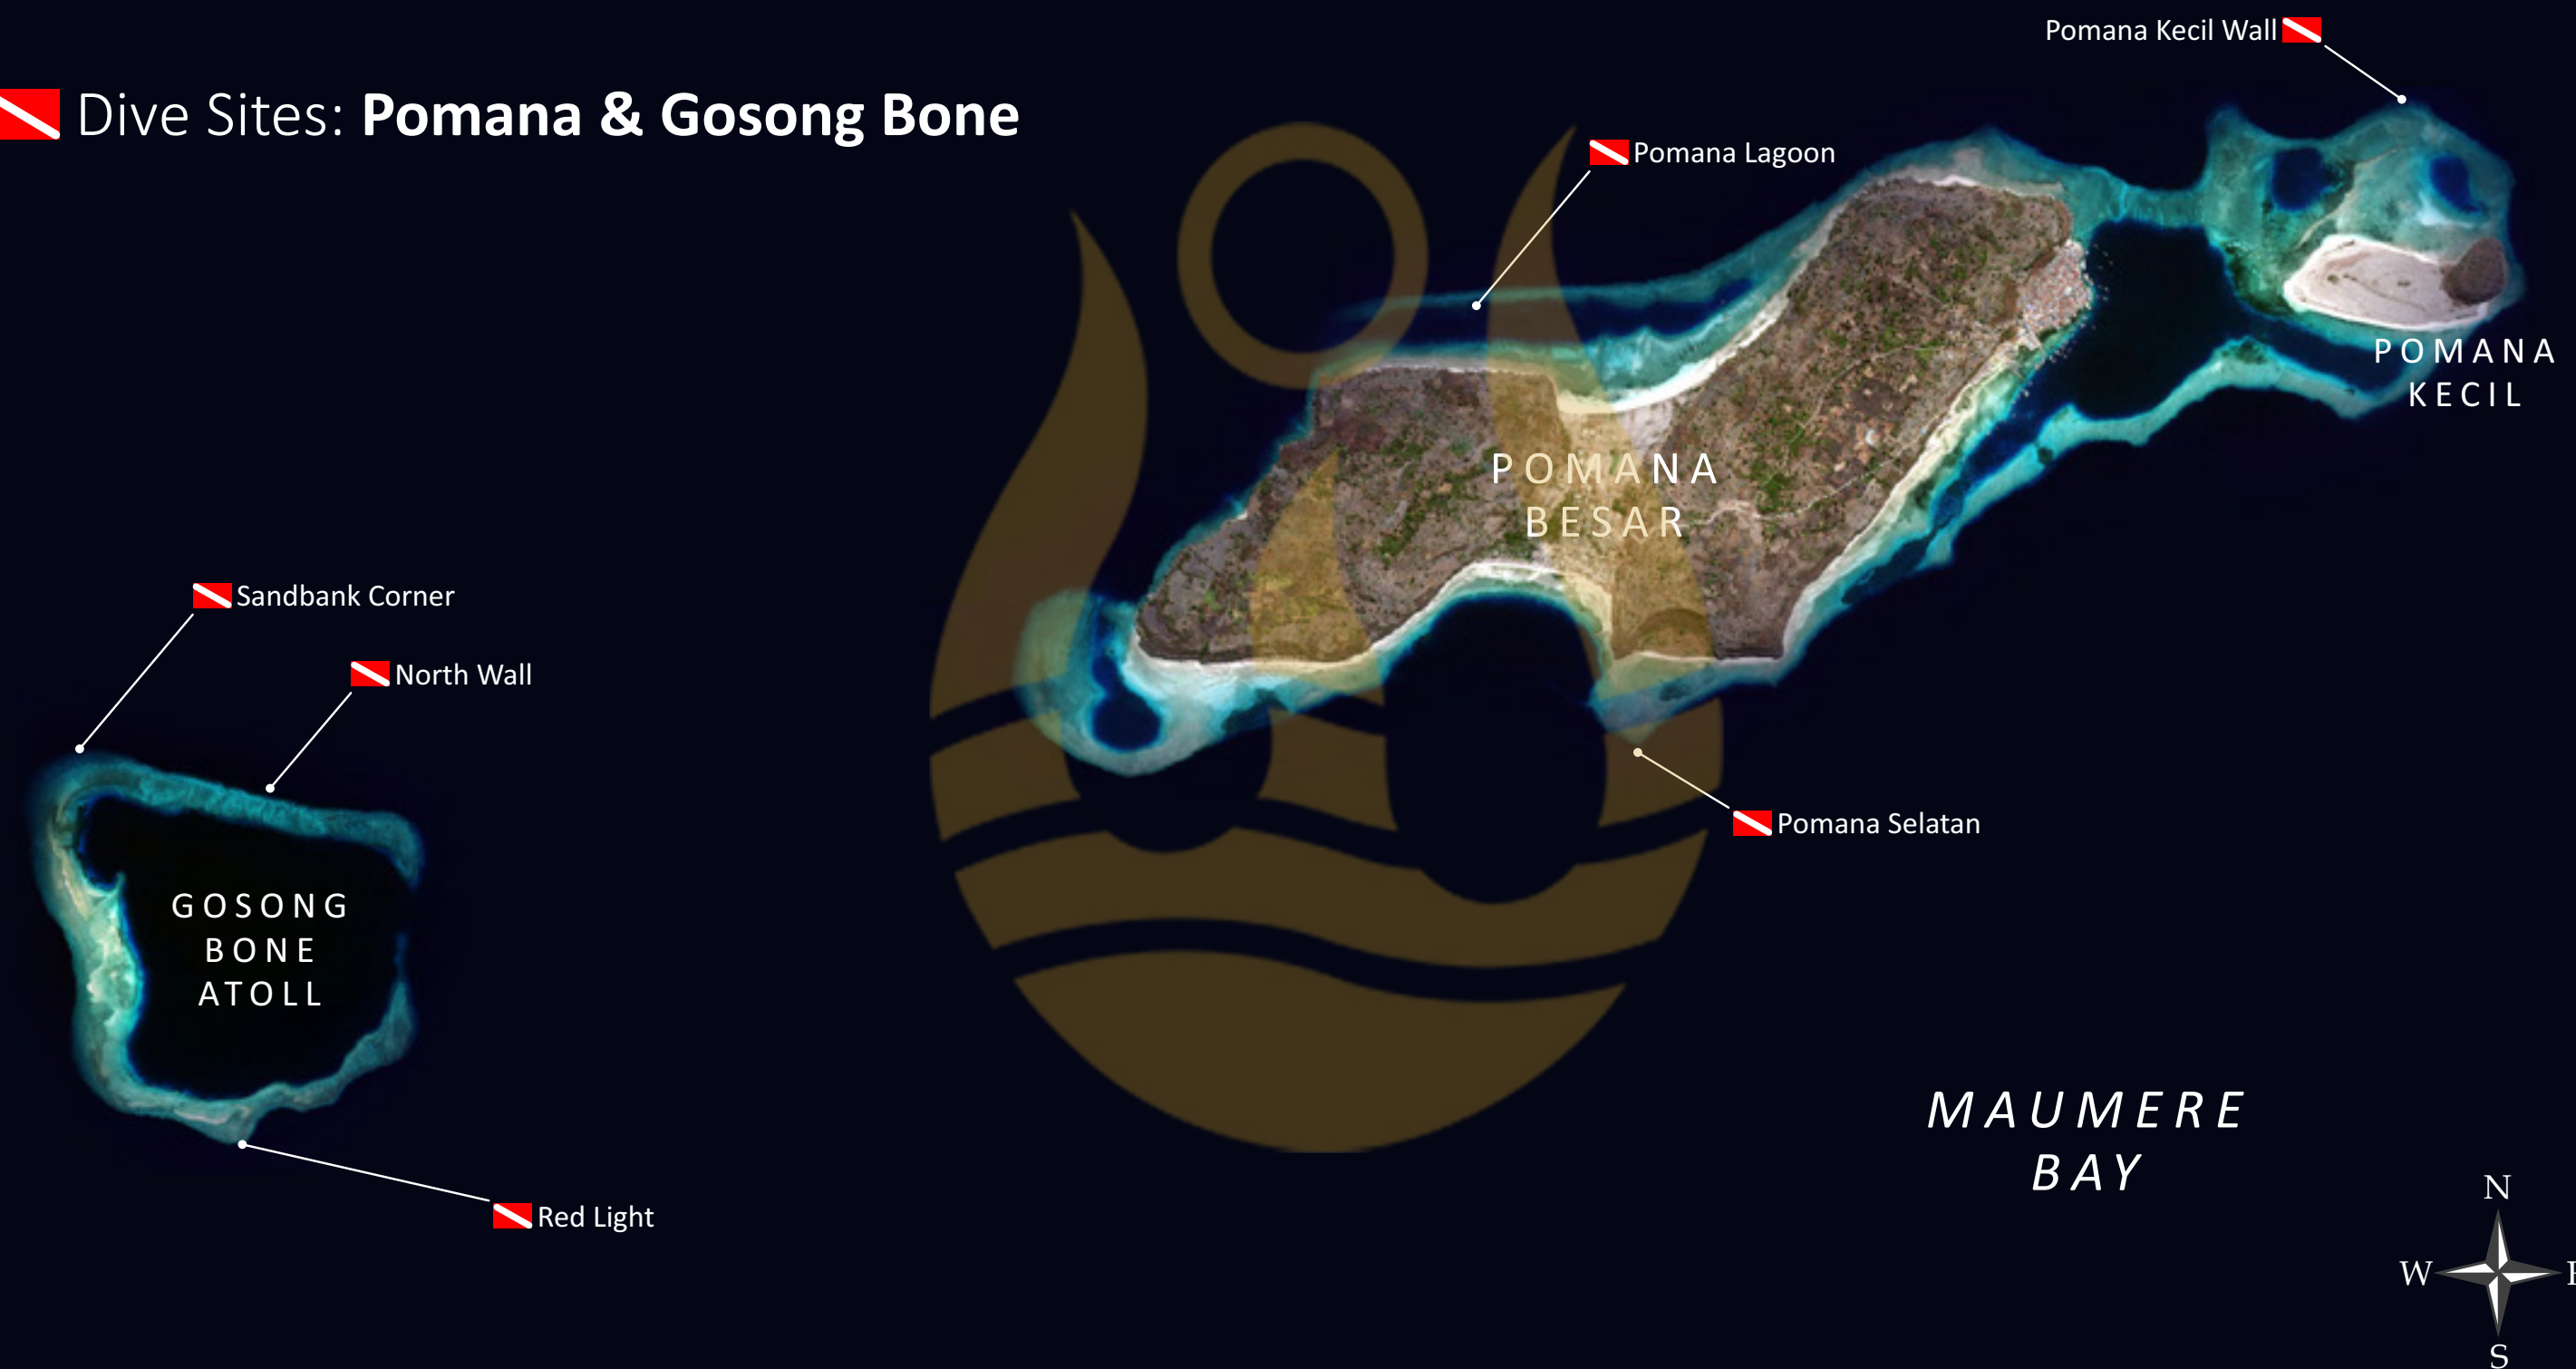 Pomana Kecil Wall
Dive Sites: Pomana & Gosong Bone
Pomana Lagoon
POMANA
KECIL
POMANA
BESAR
Sandbank Corner
North Wall
Pomana Selatan
GOSONG
BONE
ATOLL
MAUMERE
BAY
Red Light
N
W
S